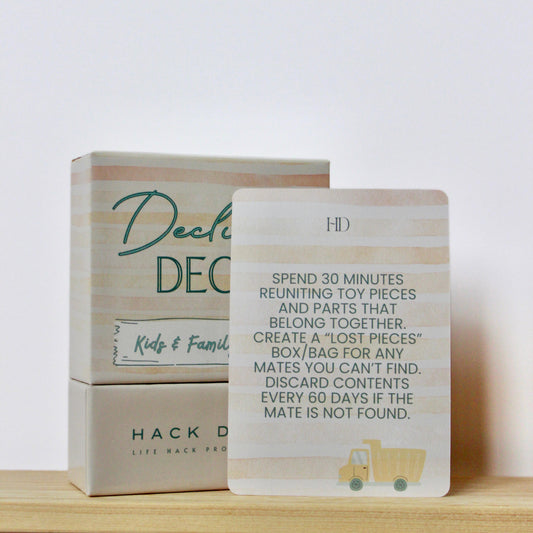 Decl
DEC
Kids & Family
HACK D
LIFE HACK PRO
HD
SPEND 30 MINUTES
REUNITING TOY PIECES
AND PARTS THAT
BELONG TOGETHER.
CREATE A “LOST PIECES”
BOX/BAG FOR ANY
MATES YOU CAN’T FIND.
DISCARD CONTENTS
EVERY 60 DAYS IF THE
MATE IS NOT FOUND.